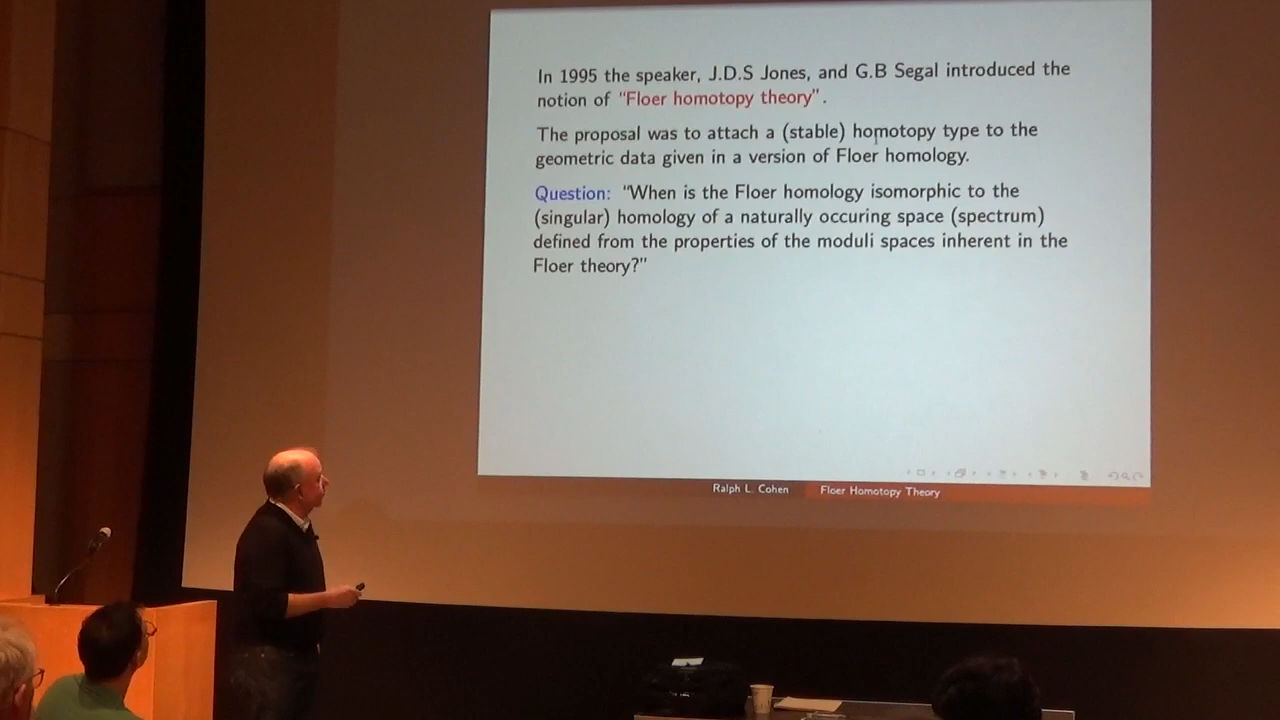 In 1995 the speaker, J.D.S Jones, and G.B Segal introduced the
notion of "Floer homotopy theory".
The proposal was to attach a (stable) homotopy type to the
geometric data given in a version of Floer homology.
Question: "When is the Floer homology isomorphic to the
(singular) homology of a naturally occuring space (spectrum)
defined from the properties of the moduli spaces inherent in the
Floer theory?"
Ralph L. Cohen Floer Homotopy Theory